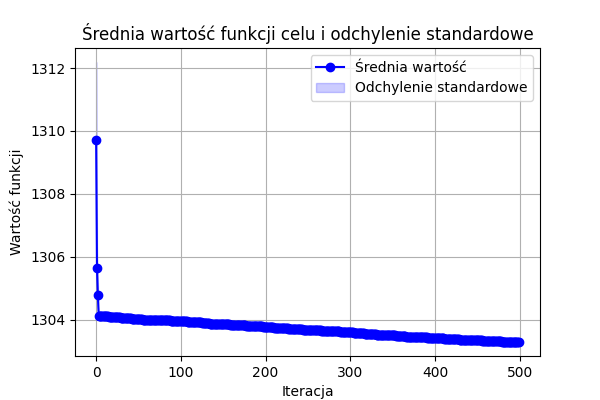 Średnia wartość funkcji celu i odchylenie standardowe
Średnia wartość
Odchylenie standardowe
Wartość funkcji
1312
1310
1308
1306
1304
0 100 200 300 400 500
Iteracja